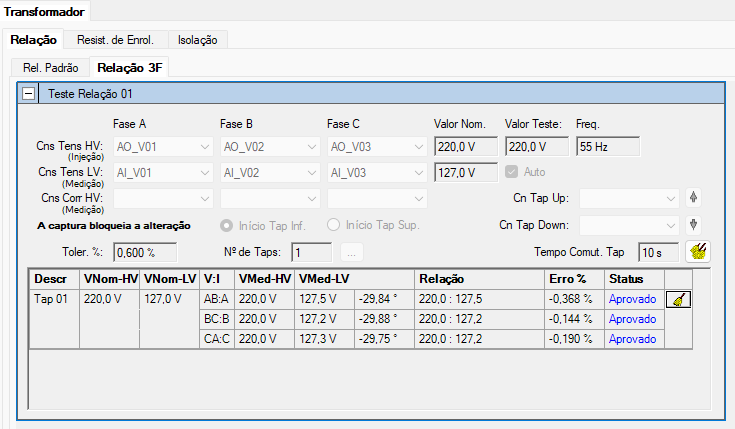 Transformador
Relação Resist. de Enrol. Isolação
Rel. Padrão Relação 3F
Teste Relação 01
Fase A Fase B Fase C Valor Nom. Valor Teste: Freq.
Cns Tens HV: AO_V01 AO_V02 AO_V03 220,0 V 220,0 V 55 Hz
(Injeção)
Cns Tens LV: AI_V01 AI_V02 AI_V03 127,0 V Auto
(Medição)
Cns Corr HV: Cn Tap Up:
(Medição)
A captura bloqueia a alteração Início Tap Inf. Início Tap Sup. Cn Tap Down:
Toler. %: 0,600 % Nº de Taps: 1 ... Tempo Comut. Tap 10 s
Descr VNom-HV VNom-LV V:I VMed-HV VMed-LV Relação Erro % Status
Tap 01 220,0 V 127,0 V AB:A 220,0 V 127,5 V -29,84 ° 220,0 : 127,5 -0,368 % Aprovado
BC:B 220,0 V 127,2 V -29,88 ° 220,0 : 127,2 -0,144 % Aprovado
CA:C 220,0 V 127,3 V -29,75 ° 220,0 : 127,2 -0,190 % Aprovado